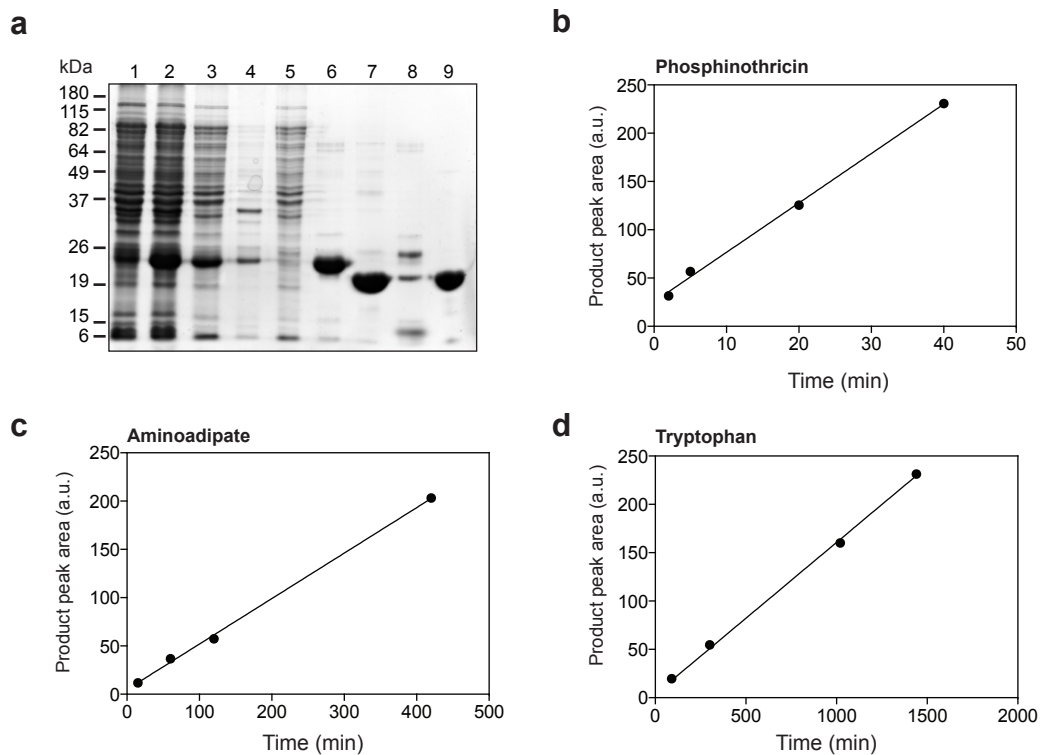 a
kDa
1 2 3 4 5 6 7 8 9
180
115
82
64
49
37
26
19
15
6
b
Phosphinothricin
Product peak area (a.u.)
250
200
150
100
50
0
0 10 20 30 40 50
Time (min)
c
Aminoadipate
Product peak area (a.u.)
250
200
150
100
50
0
0 100 200 300 400 500
Time (min)
d
Tryptophan
Product peak area (a.u.)
250
200
150
100
50
0
0 500 1000 1500 2000
Time (min)